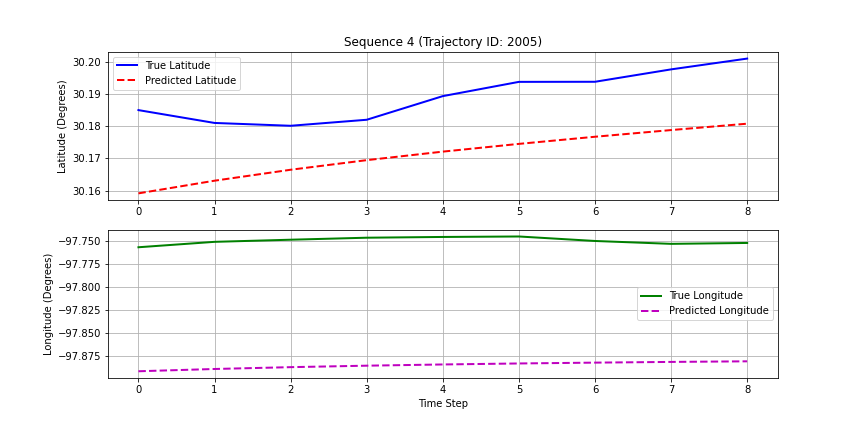 Sequence 4 (Trajectory ID: 2005)
Latitude (Degrees)
30.20
30.19
30.18
30.17
30.16
True Latitude
Predicted Latitude
0 1 2 3 4 5 6 7 8
Longitude (Degrees)
−97.750
−97.775
−97.800
−97.825
−97.850
−97.875
True Longitude
Predicted Longitude
0 1 2 3 4 5 6 7 8
Time Step